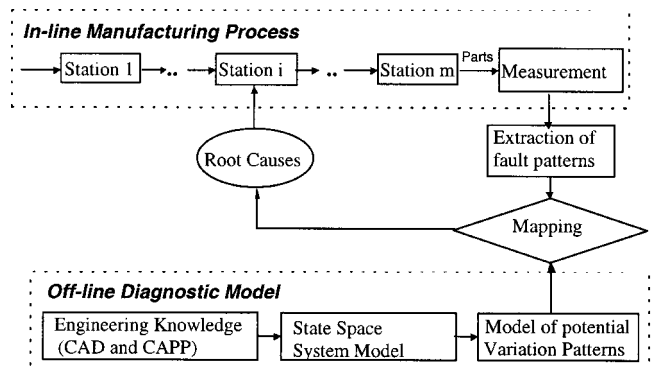 In-line Manufacturing Process
Station 1
..
Station i
..
Station m
Parts
Measurement
Root Causes
Extraction of
fault patterns
Mapping
Off-line Diagnostic Model
Engineering Knowledge
(CAD and CAPP)
State Space
System Model
Model of potential
Variation Patterns